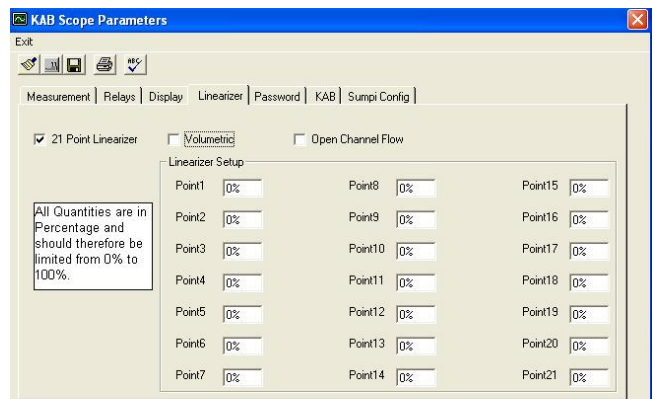 KAB Scope Parameters
Exit
ABC
Measurement Relays Display Linearizer Password KAB Sumpi Config
21 Point Linearizer Volumetric Open Channel Flow
Linearizer Setup
All Quantities are in
Percentage and
should therefore be
limited from 0% to
100%.
Point1 0% Point8 0% Point15 0%
Point2 0% Point9 0% Point16 0%
Point3 0% Point10 0% Point17 0%
Point4 0% Point11 0% Point18 0%
Point5 0% Point12 0% Point19 0%
Point6 0% Point13 0% Point20 0%
Point7 0% Point14 0% Point21 0%